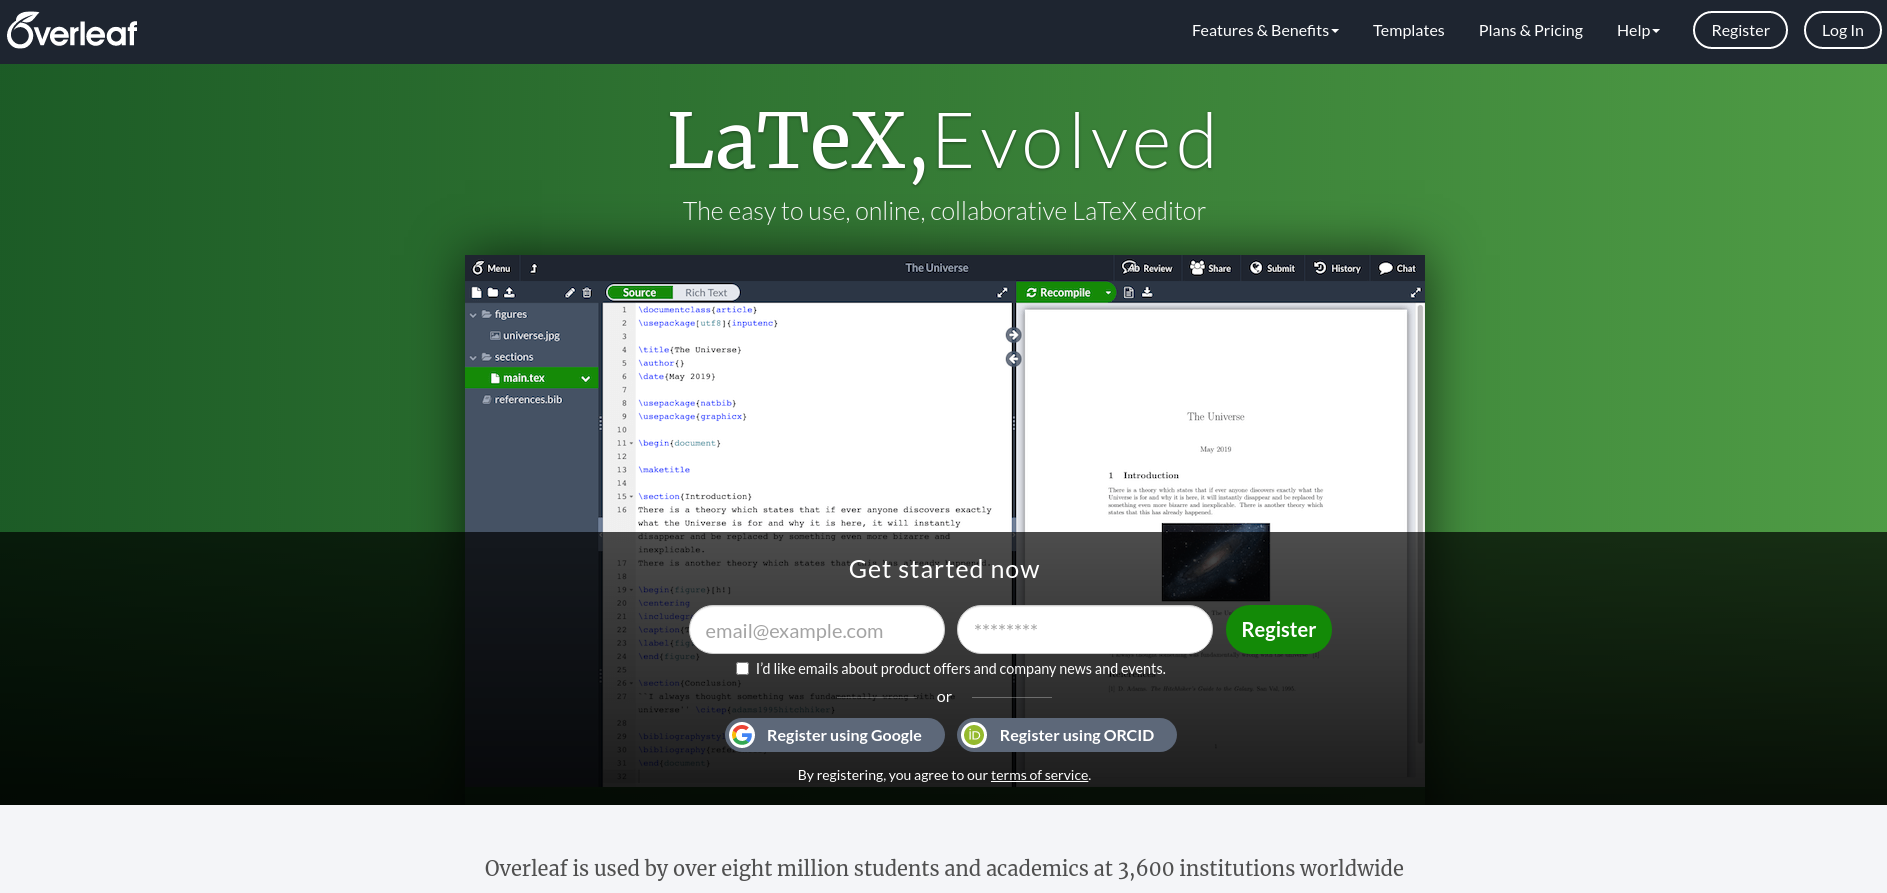 Overleaf
Features & Benefits
Templates
Plans & Pricing
Help
Register
Log In
LaTeX, Evolved
The easy to use, online, collaborative LaTeX editor
Menu
The Universe
Review
Share
Submit
History
Chat
Source
Rich Text
Recompile
figures
universe.jpg
sections
main.tex
references.bib
1 \documentclass{article}
2 \usepackage[utf8]{inputenc}
3
4 \title{The Universe}
5 \author{}
6 \date{May 2019}
7
8 \usepackage{natbib}
9 \usepackage{graphicx}
10
11 \begin{document}
12
13 \maketitle
14
15 \section{Introduction}
16 There is a theory which states that if ever anyone discovers exactly
what the Universe is for and why it is here, it will instantly
disappear and be replaced by something even more bizarre and
inexplicable.
17 There is another theory which states that
18
19 \begin{figure}[h!]
20 \centering
21
22
23
24 \end{figure}
25
26 \section{Conclusion}
27 ``I always thought something was fundamentally wrong with
universe''
28
29
30
31 \end{document}
32
The Universe
May 2019
1 Introduction
There is a theory which states that if ever anyone discovers exactly what the
Universe is for and why it is here, it will instantly disappear and be replaced by
something even more bizarre and inexplicable. There is another theory which
states that this has already happened.
Get started now
email@example.com
********
Register
I'd like emails about product offers and company news and events.
or
Register using Google
Register using ORCID
By registering, you agree to our terms of service.
Overleaf is used by over eight million students and academics at 3,600 institutions worldwide